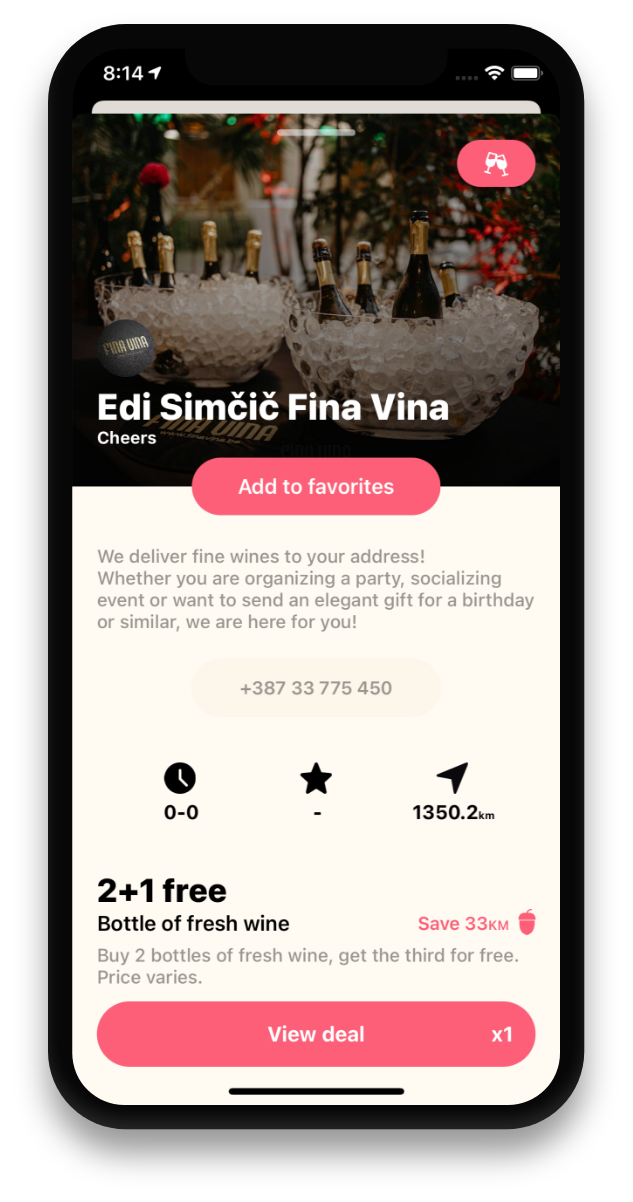 8:14
FINA VINA
Edi Simčič Fina Vina
FINA VINA
Cheers
Add to favorites
We deliver fine wines to your address!
Whether you are organizing a party, socializing
event or want to send an elegant gift for a birthday
or similar, we are here for you!
+387 33 775 450
0-0
-
1350.2km
2+1 free
Bottle of fresh wine
Save 33KM
Buy 2 bottles of fresh wine, get the third for free.
Price varies.
View deal
x1